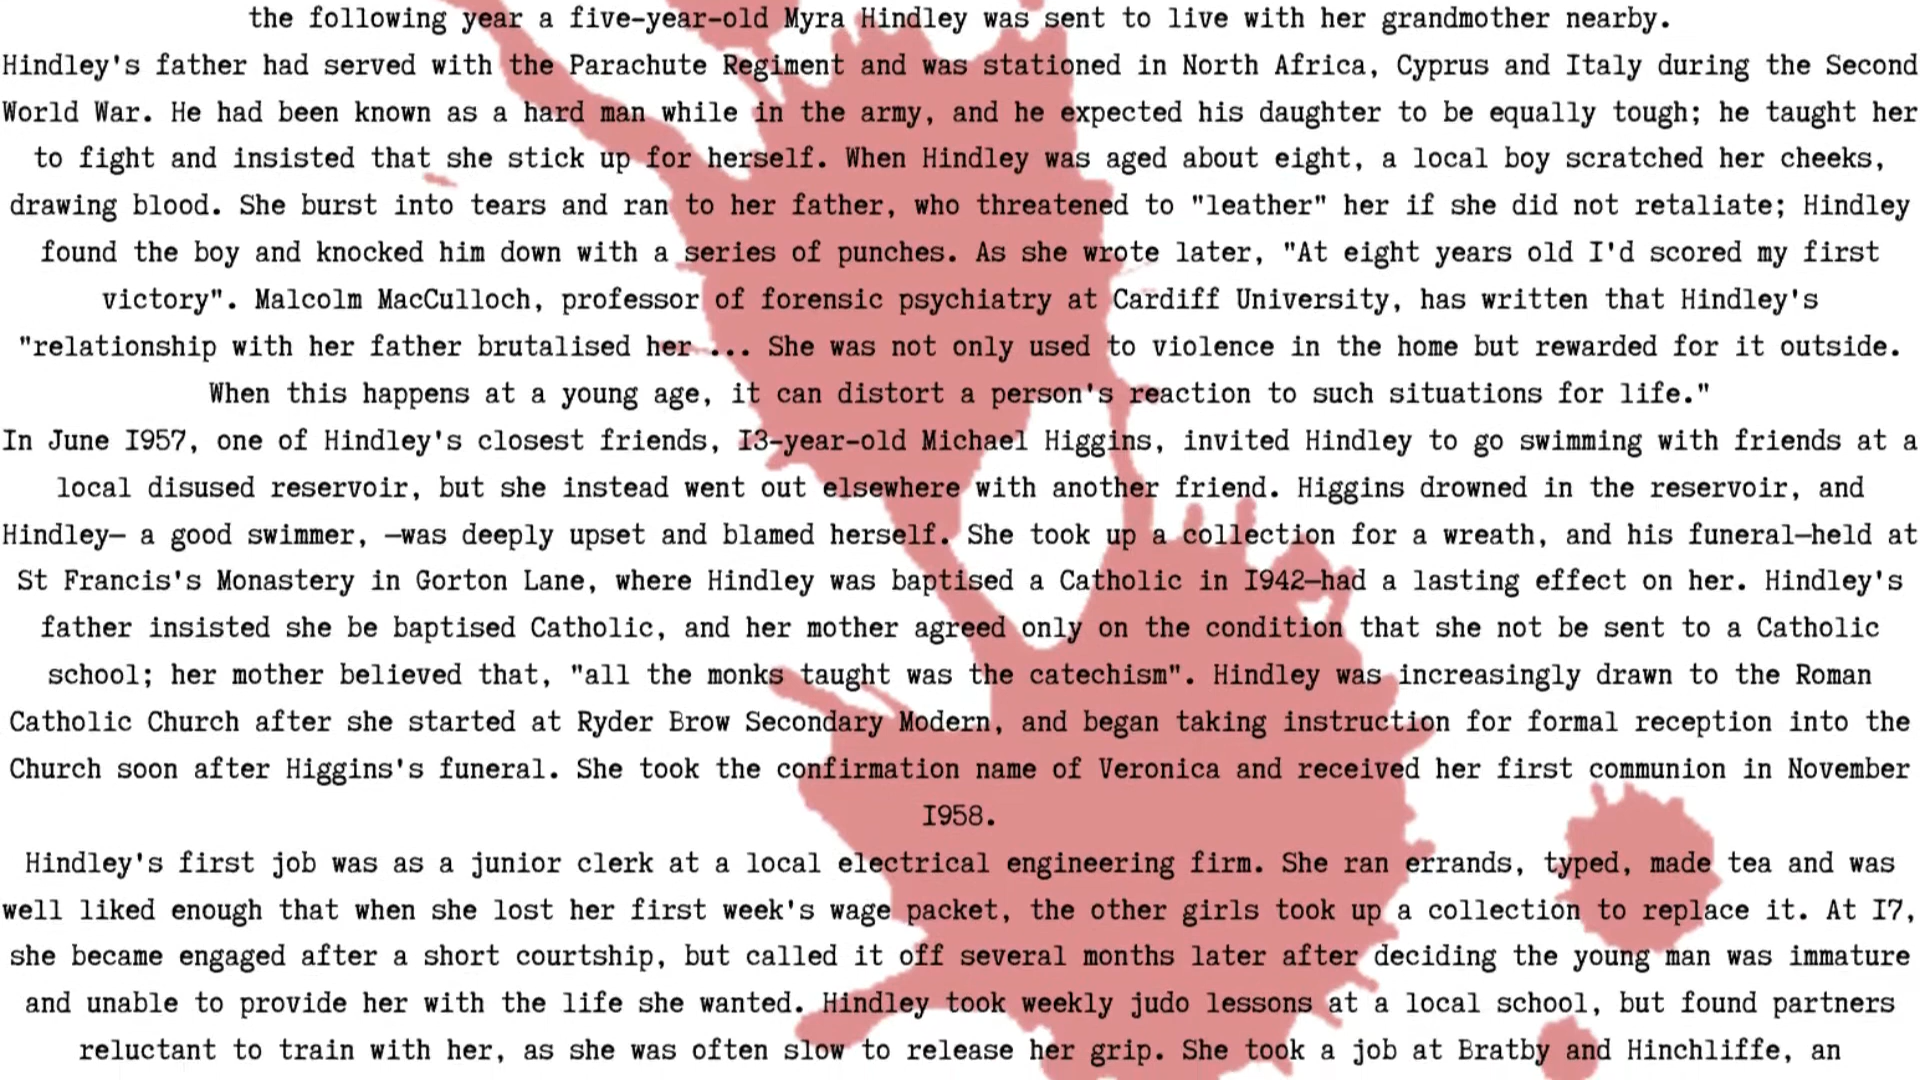 the following year a five-year-old Myra Hindley was sent to live with her grandmother nearby.
Hindley's father had served with the Parachute Regiment and was stationed in North Africa, Cyprus and Italy during the Second
World War. He had been known as a hard man while in the army, and he expected his daughter to be equally tough; he taught her
to fight and insisted that she stick up for herself. When Hindley was aged about eight, a local boy scratched her cheeks,
drawing blood. She burst into tears and ran to her father, who threatened to "leather" her if she did not retaliate; Hindley
found the boy and knocked him down with a series of punches. As she wrote later, "At eight years old I'd scored my first
victory". Malcolm MacCulloch, professor of forensic psychiatry at Cardiff University, has written that Hindley's
"relationship with her father brutalised her ... She was not only used to violence in the home but rewarded for it outside.
When this happens at a young age, it can distort a person's reaction to such situations for life."
In June I957, one of Hindley's closest friends, I3-year-old Michael Higgins, invited Hindley to go swimming with friends at a
local disused reservoir, but she instead went out elsewhere with another friend. Higgins drowned in the reservoir, and
Hindley— a good swimmer, —was deeply upset and blamed herself. She took up a collection for a wreath, and his funeral—held at
St Francis's Monastery in Gorton Lane, where Hindley was baptised a Catholic in I942—had a lasting effect on her. Hindley's
father insisted she be baptised Catholic, and her mother agreed only on the condition that she not be sent to a Catholic
school; her mother believed that, "all the monks taught was the catechism". Hindley was increasingly drawn to the Roman
Catholic Church after she started at Ryder Brow Secondary Modern, and began taking instruction for formal reception into the
Church soon after Higgins's funeral. She took the confirmation name of Veronica and received her first communion in November
I958.
Hindley's first job was as a junior clerk at a local electrical engineering firm. She ran errands, typed, made tea and was
well liked enough that when she lost her first week's wage packet, the other girls took up a collection to replace it. At I7,
she became engaged after a short courtship, but called it off several months later after deciding the young man was immature
and unable to provide her with the life she wanted. Hindley took weekly judo lessons at a local school, but found partners
reluctant to train with her, as she was often slow to release her grip. She took a job at Bratby and Hinchliffe, an